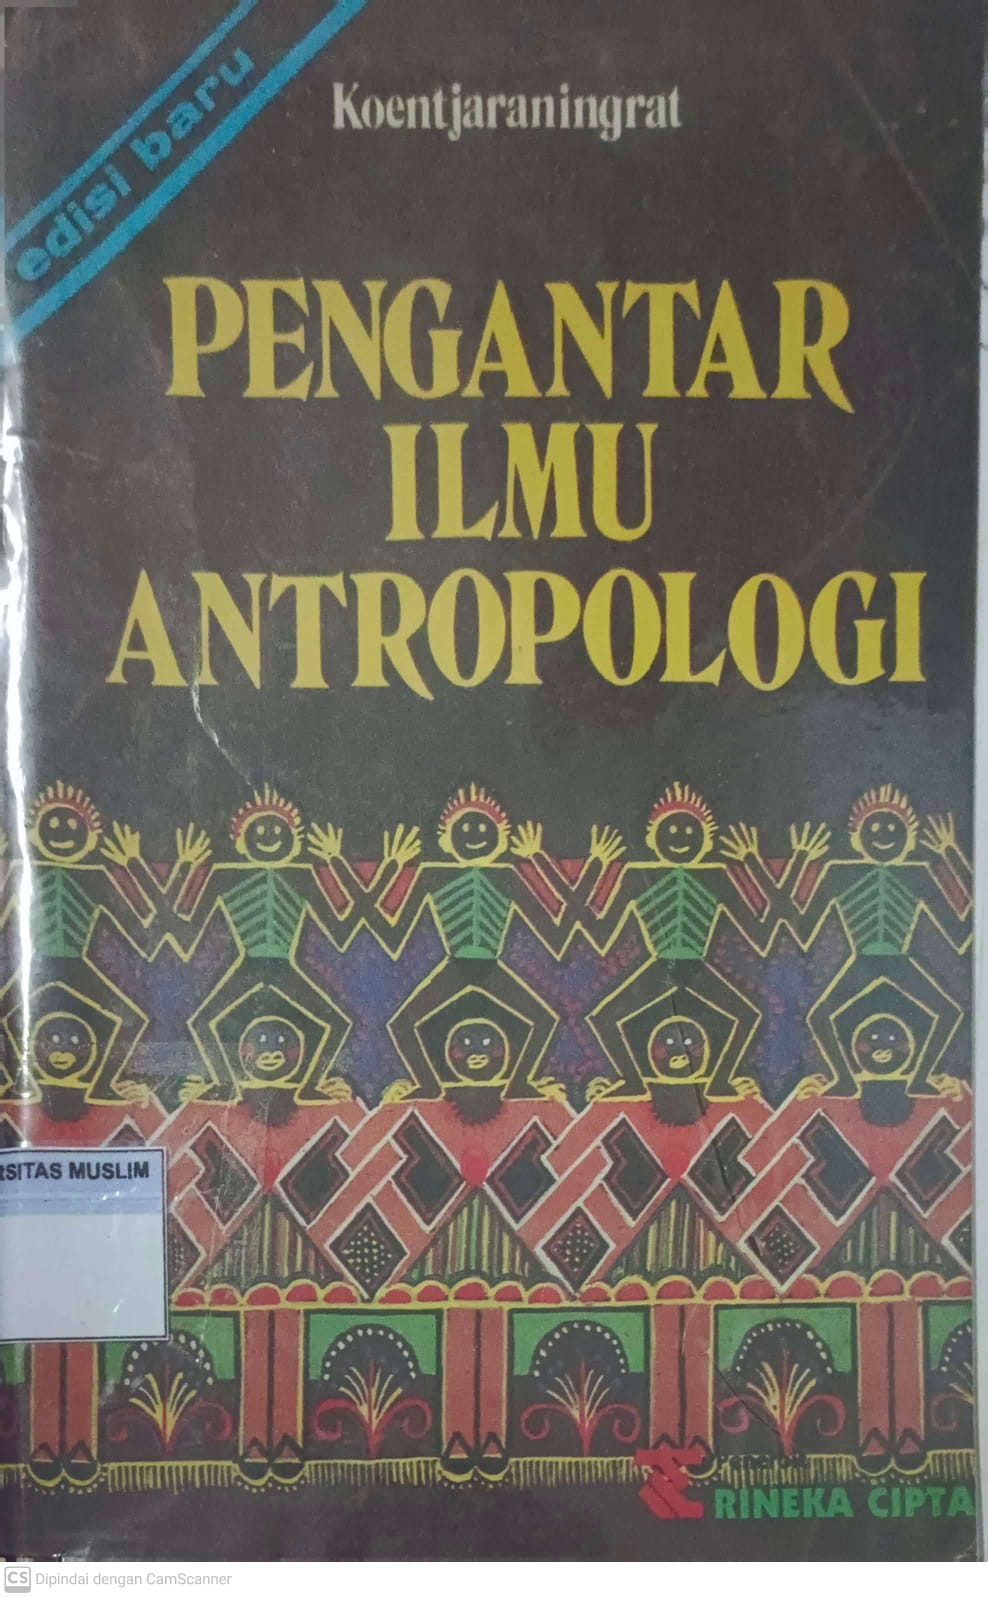 edisi baru
Koentjaraningrat
PENGANTAR
ILMU
ANTROPOLOGI
RSITAS MUSLIM
Penerbit
RINEKA CIPTA
CS Dipindai dengan CamScanner